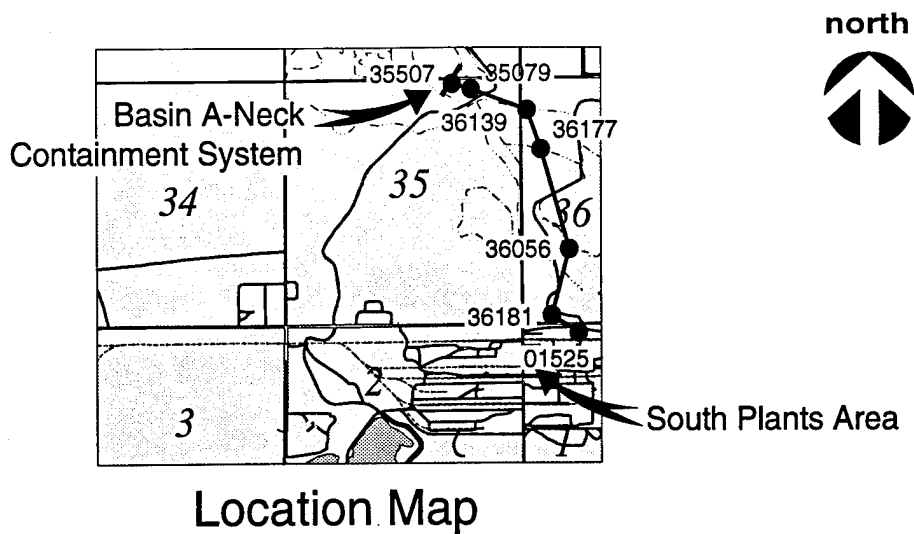 north
35507
35079
Basin A-Neck
Containment System
36139
36177
34
35
36
36056
36181
01525
2
3
South Plants Area
Location Map